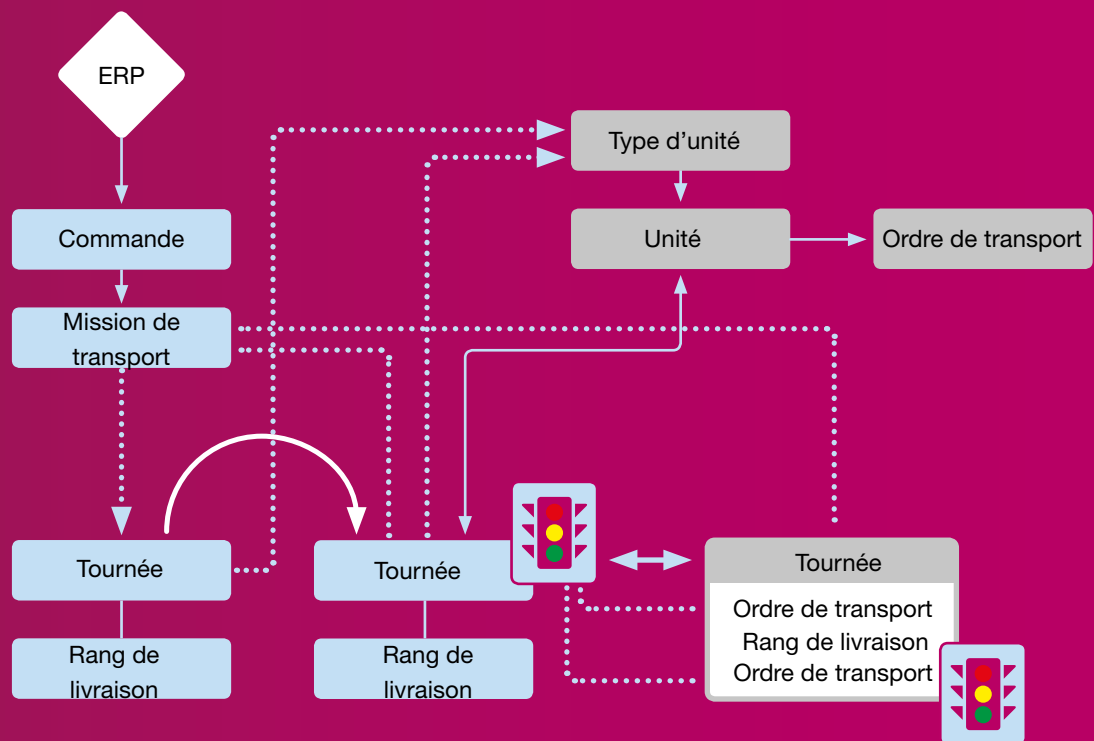 ERP
Type d'unité
Commande
Unité
Ordre de transport
Mission de
transport
Tournée
Tournée
Tournée
Ordre de transport
Rang de livraison
Ordre de transport
Rang de
livraison
Rang de
livraison